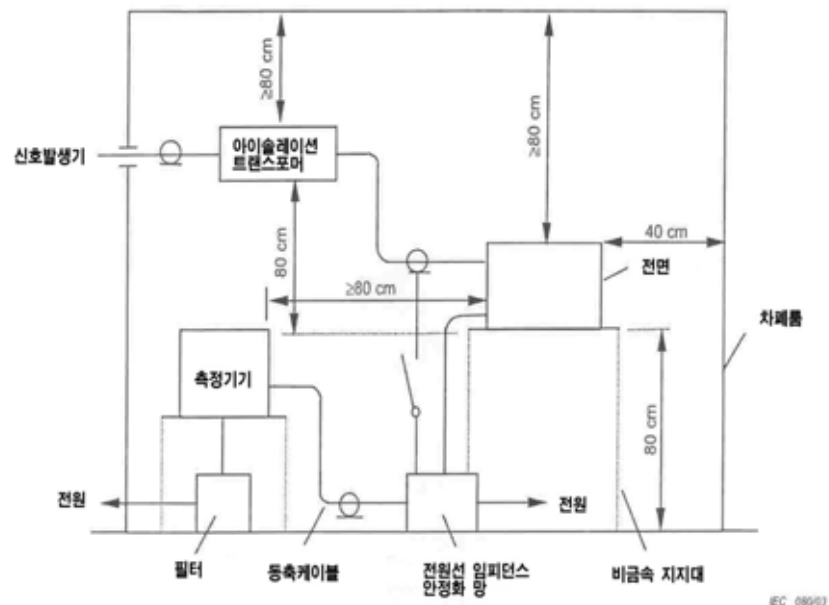 ≥80 cm
≥80 cm
신호발생기
아이솔레이션
트랜스포머
80 cm
40 cm
전면
≥80 cm
차폐룸
측정기기
80 cm
전원
전원
필터
동축케이블
전원선 임피던스
안정화 망
비금속 지지대
IEC 080/03